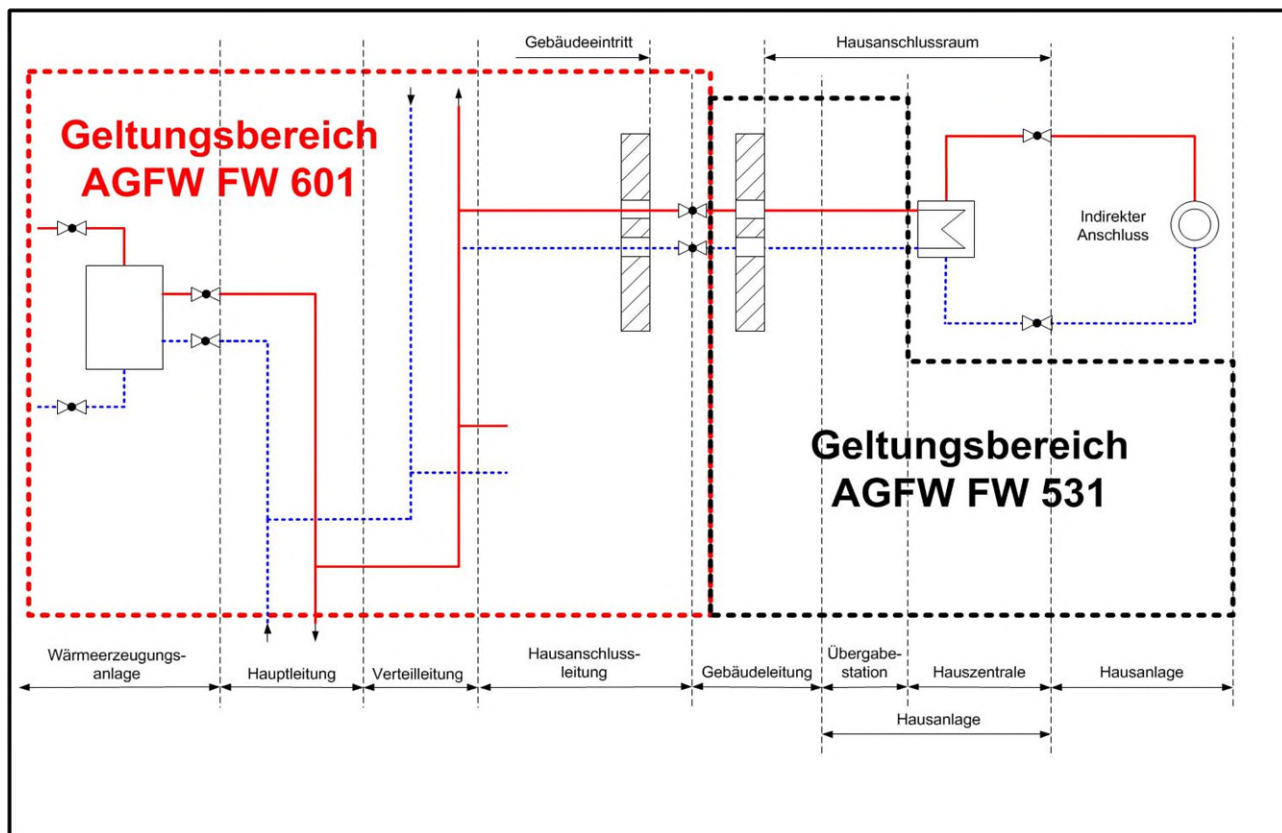 Gebäudeeintritt
Hausanschlussraum
Geltungsbereich
AGFW FW 601
Indirekter
Anschluss
Geltungsbereich
AGFW FW 531
Wärmeerzeugungs-
anlage
Hauptleitung
Verteilleitung
Hausanschluss-
leitung
Gebäudeleitung
Übergabe-
station
Hauszentrale
Hausanlage
Hausanlage